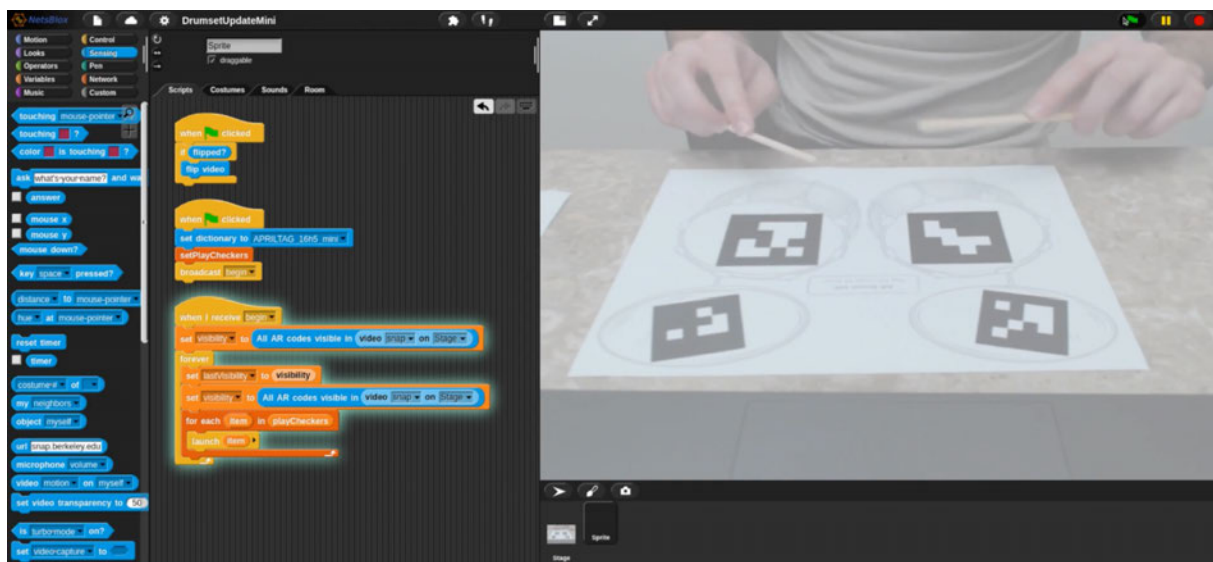 NetsBlox
DrumsetUpdateMini
Motion Control
Looks Sensing
Operators Pen
Variables Network
Music Custom
Sprite
draggable
Scripts Costumes Sounds Room
touching mouse-pointer
touching ?
color is touching ?
ask what's your name? and wa
answer
mouse x
mouse y
mouse down?
key space pressed?
distance to mouse-pointer
hue at mouse-pointer
reset timer
timer
costume # of
my neighbors
object myself
url snap.berkeley.edu
microphone volume
video motion on myself
set video transparency to 50
is turbo mode on?
set video capture to
when clicked
if flipped?
flip video
when clicked
set dictionary to APRILTAG 16h5 mini
setPlayCheckers
broadcast begin
when I receive begin
set visibility to All AR codes visible in video snap on Stage
forever
set lastVisibility to visibility
set visibility to All AR codes visible in video snap on Stage
for each item in playCheckers
launch item
Stage
Sprite